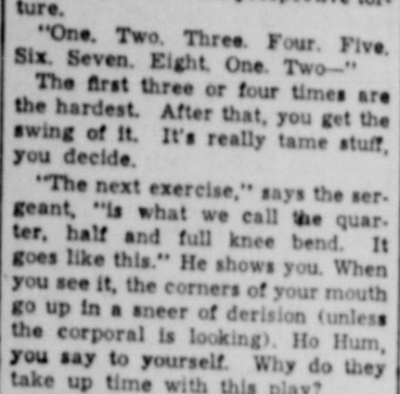 ture.
"One. Two. Three. Four. Five.
Six. Seven. Eight. One. Two—"
The first three or four times are
the hardest. After that, you get the
swing of it. It's really tame stuff,
you decide.
"The next exercise," says the ser-
geant, "is what we call the quar-
ter, half and full knee bend. It
goes like this." He shows you. When
you see it, the corners of your mouth
go up in a sneer of derision (unless
the corporal is looking). Ho Hum,
you say to yourself. Why do they
take up time with this play?